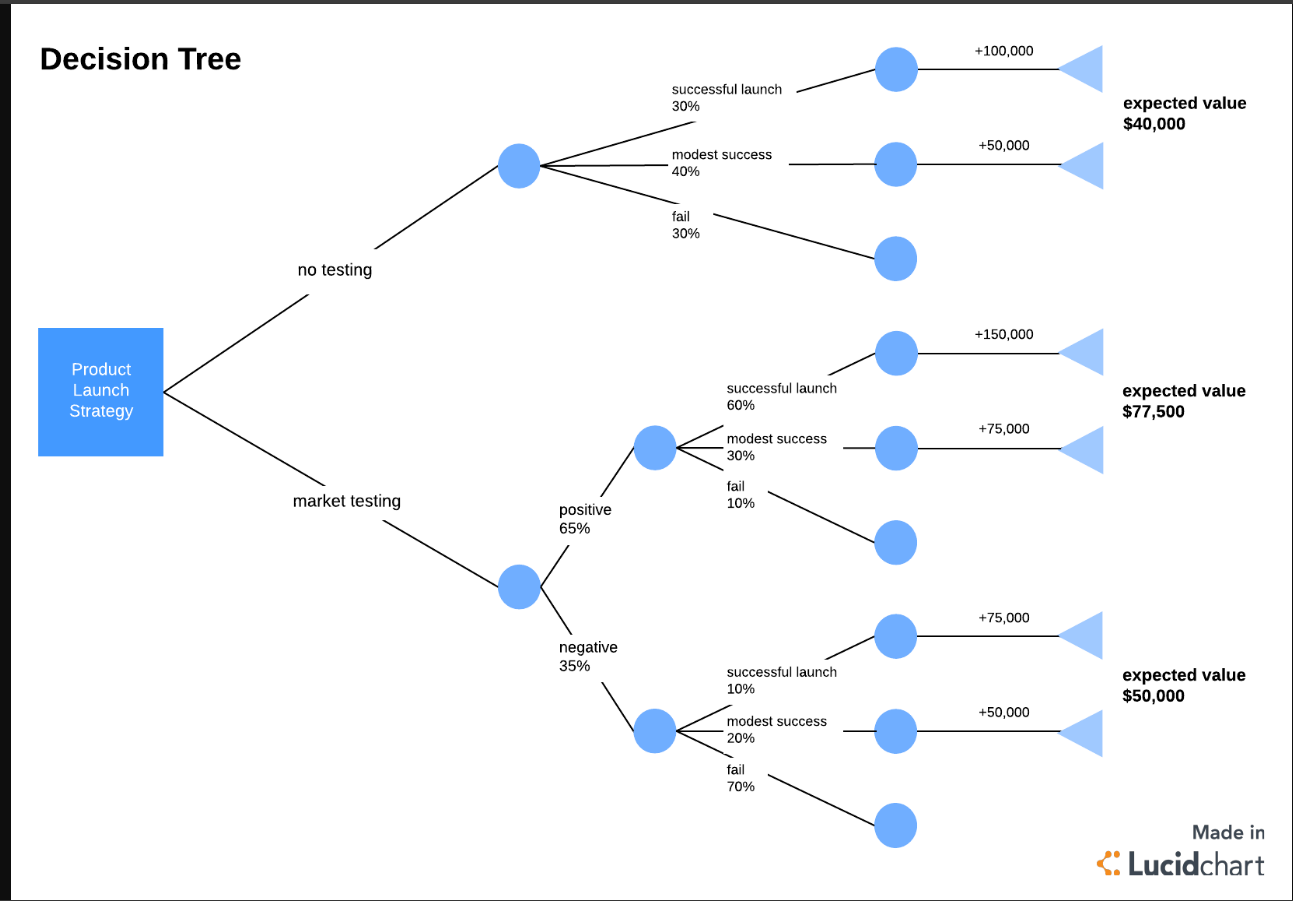 Decision Tree
+100,000
successful launch
30%
expected value
$40,000
+50,000
modest success
40%
fail
30%
no testing
Product
Launch
Strategy
+150,000
successful launch
60%
expected value
$77,500
+75,000
modest success
30%
fail
10%
market testing
positive
65%
negative
35%
+75,000
successful launch
10%
expected value
$50,000
+50,000
modest success
20%
fail
70%
Made in
Lucidchart